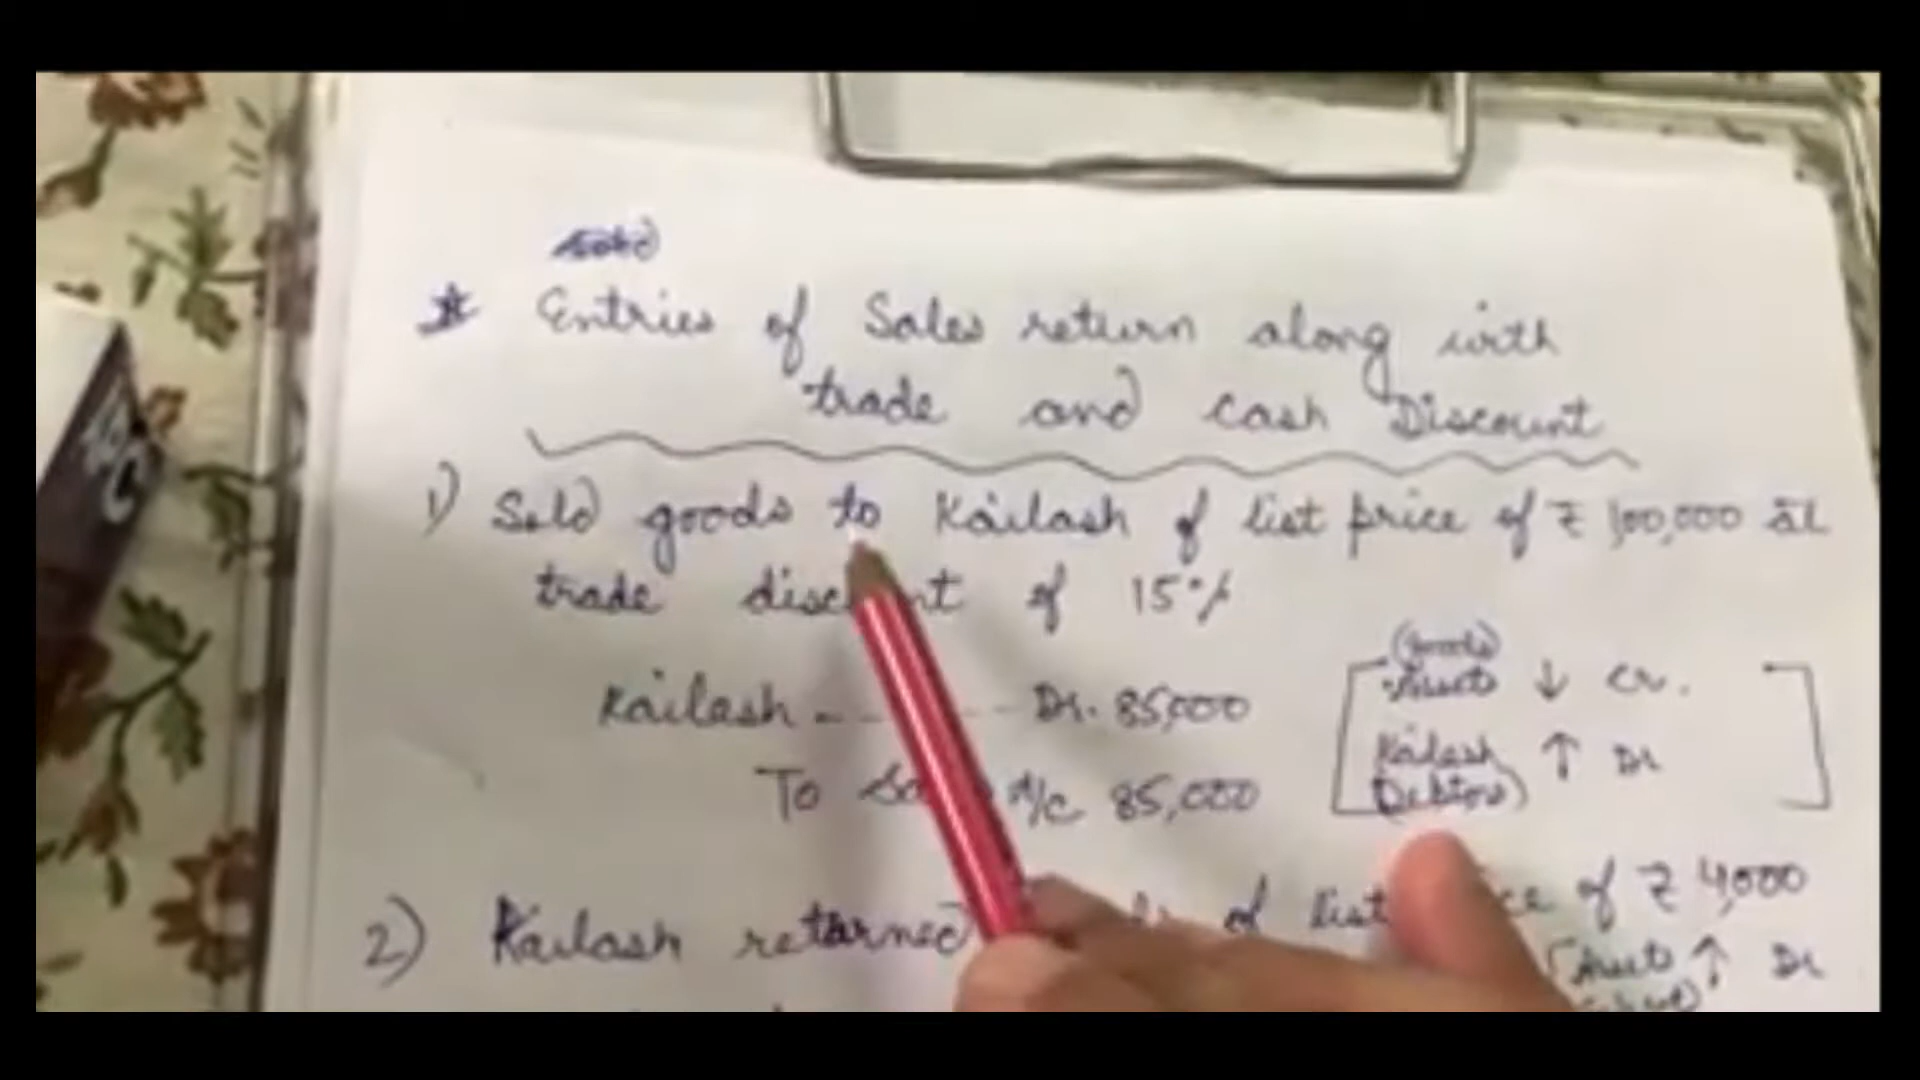 * Entries of Sales return along with
trade and cash Discount
1) Sold goods to Kailash of list price of ₹ 1,00,000 at
trade of 15%
Kailash Dr. 85,000
To A/c 85,000
(goods)
Assets ↓ Cr.
Kailash ↑ Dr
(Debtors)
2) Kailash returned of list of ₹ 4,000
(Assets ↑ Dr